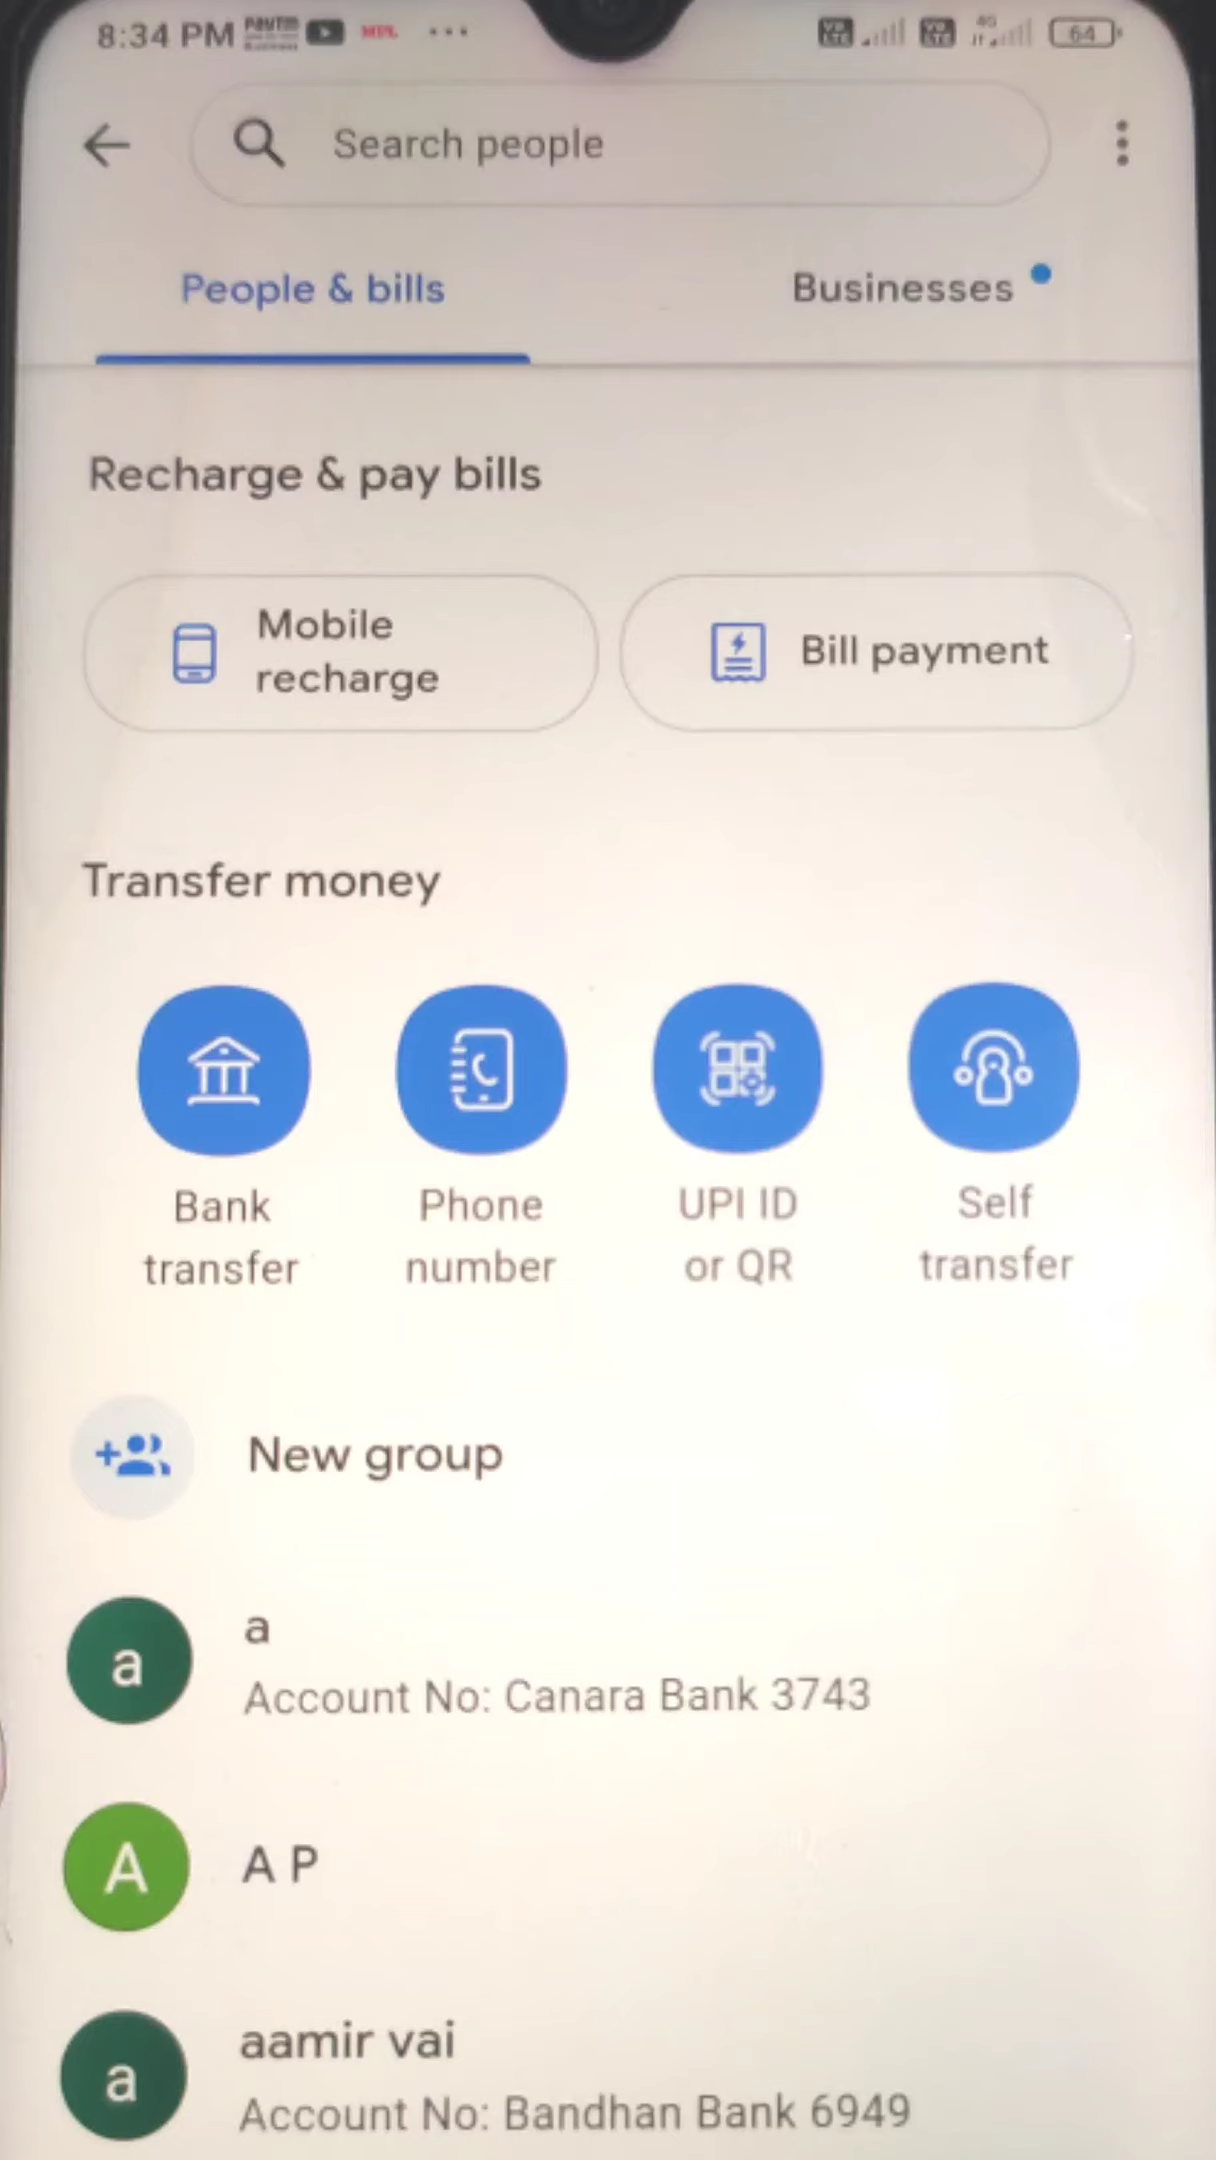 8:34 PM
64
Search people
People & bills
Businesses
Recharge & pay bills
Mobile
recharge
Bill payment
Transfer money
Bank
transfer
Phone
number
UPI ID
or QR
Self
transfer
New group
a
a
Account No: Canara Bank 3743
A
A P
a
aamir vai
Account No: Bandhan Bank 6949